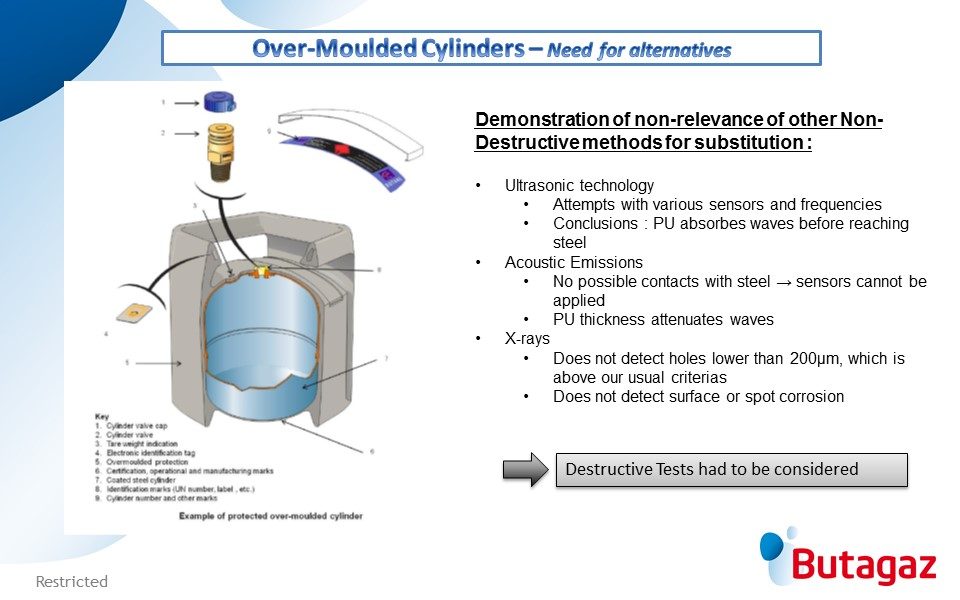 Over-Moulded Cylinders – Need for alternatives
Demonstration of non-relevance of other Non-
Destructive methods for substitution :
• Ultrasonic technology
• Attempts with various sensors and frequencies
• Conclusions : PU absorbes waves before reaching
steel
• Acoustic Emissions
• No possible contacts with steel → sensors cannot be
applied
• PU thickness attenuates waves
• X-rays
• Does not detect holes lower than 200µm, which is
above our usual criterias
• Does not detect surface or spot corrosion
Destructive Tests had to be considered
1
2
9
3
8
4
5
7
6
Key
1. Cylinder valve cap
2. Cylinder valve
3. Tare weight indication
4. Electronic identification tag
5. Overmoulded protection
6. Certification, operational and manufacturing marks
7. Coated steel cylinder
8. Identification marks (UN number, label , etc.)
9. Cylinder number and other marks
Example of protected over-moulded cylinder
Butagaz
Restricted